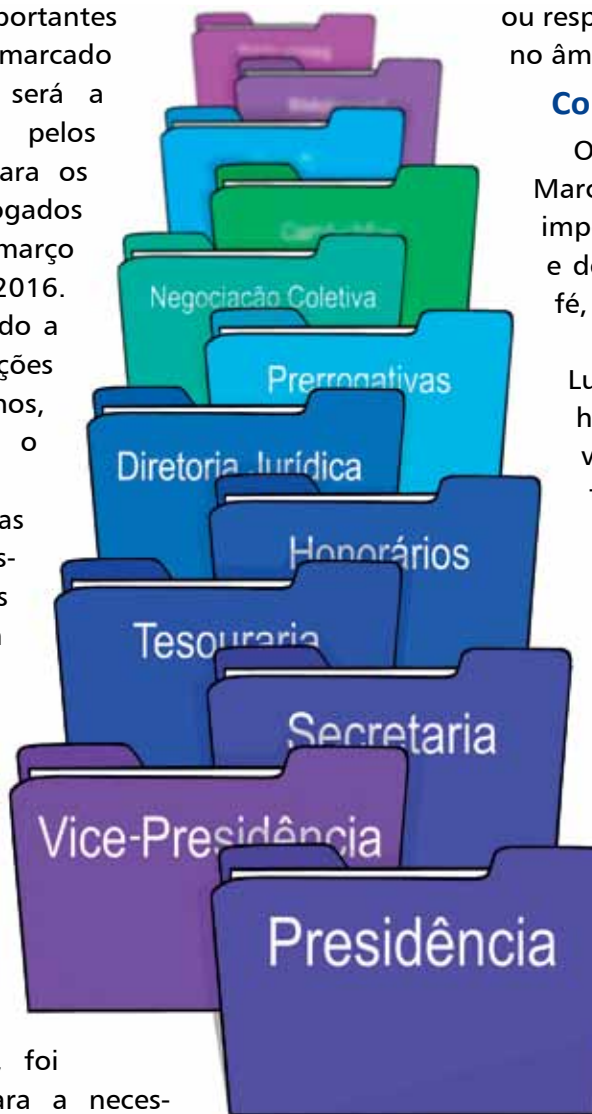 portantes
marcado
será a
pelos
ara os
ogados
março
2016.
do a
ções
nos,
o
as
s-
s
foi
ara a neces-
ou resp
no âm
Co
O
Marc
imp
e de
fé,
Lu
h
v
Negociação Coletiva
Prerrogativas
Diretoria Jurídica
Honorários
Tesouraria
Secretaria
Vice-Presidência
Presidência